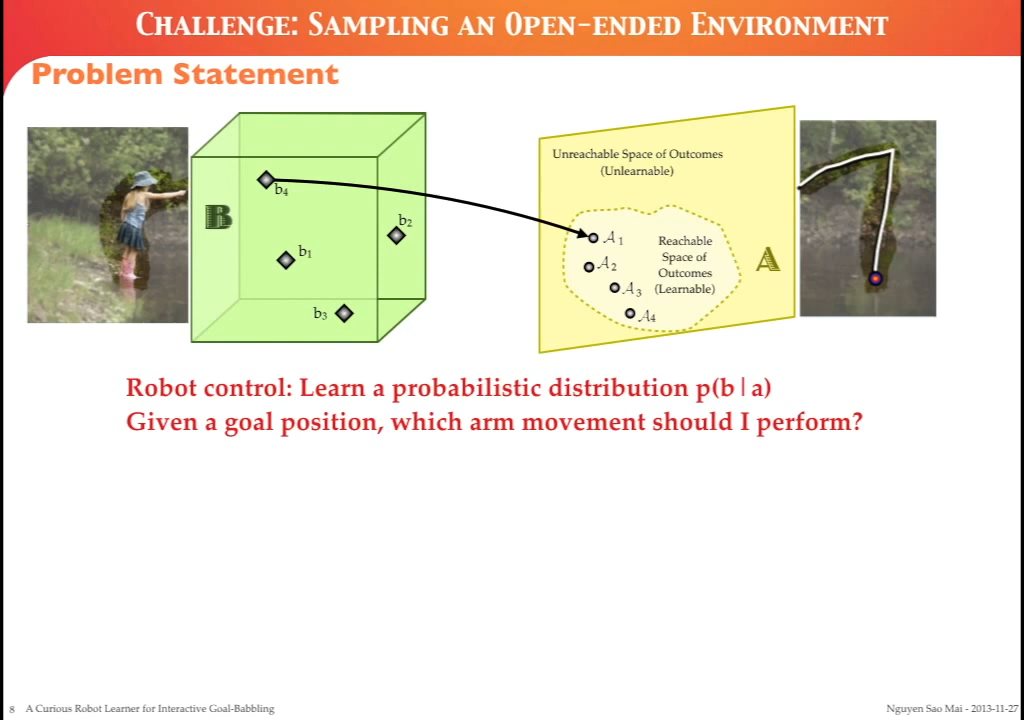 CHALLENGE: SAMPLING AN OPEN-ENDED ENVIRONMENT
Problem Statement
Unreachable Space of Outcomes
(Unlearnable)
b4
B
b2
b1
b3
A1
A2
A3
A4
Reachable
Space of
Outcomes
(Learnable)
A
Robot control: Learn a probabilistic distribution p(b|a)
Given a goal position, which arm movement should I perform?
8 A Curious Robot Learner for Interactive Goal-Babbling
Nguyen Sao Mai - 2013-11-27